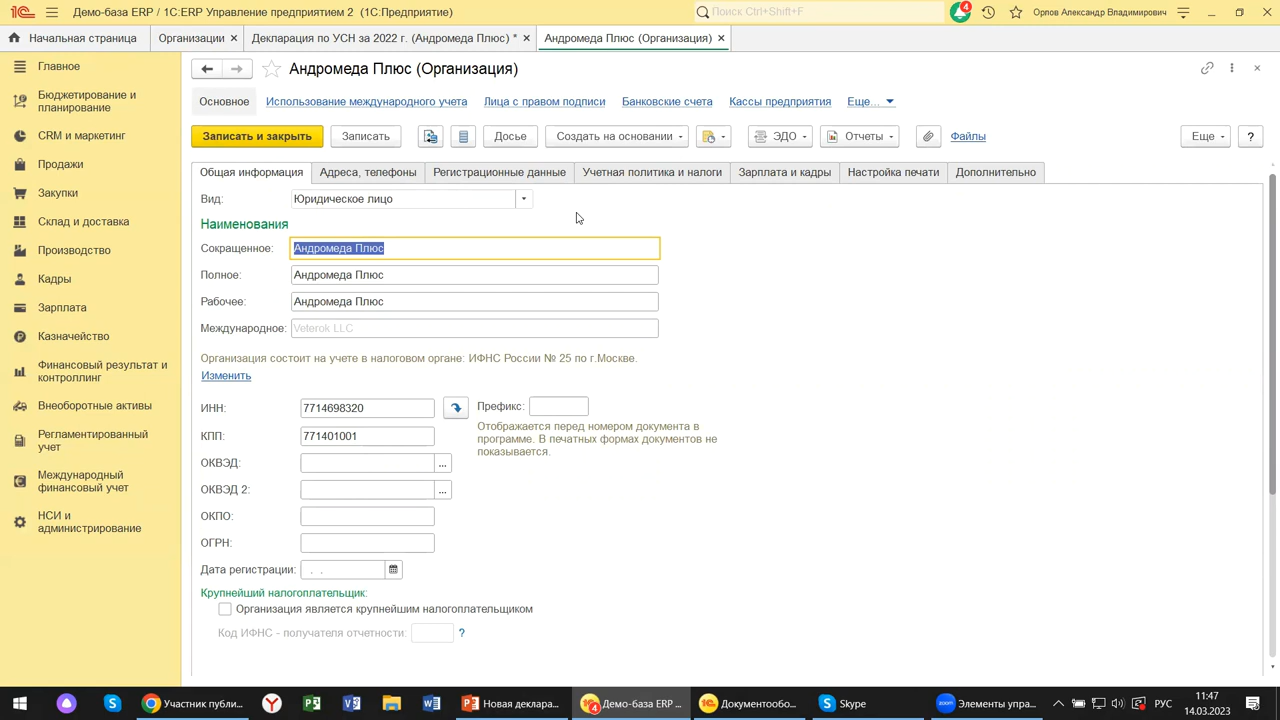 Демо-база ERP / 1С:ERP Управление предприятием 2 (1С:Предприятие)
Поиск Ctrl+Shift+F
4
Орлов Александр Владимирович
Начальная страница
Организации
Декларация по УСН за 2022 г. (Андромеда Плюс) *
Андромеда Плюс (Организация)
Главное
Бюджетирование и
планирование
CRM и маркетинг
Продажи
Закупки
Склад и доставка
Производство
Кадры
Зарплата
Казначейство
Финансовый результат и
контроллинг
Внеоборотные активы
Регламентированный
учет
Международный
финансовый учет
НСИ и
администрирование
Андромеда Плюс (Организация)
Основное
Использование международного учета
Лица с правом подписи
Банковские счета
Кассы предприятия
Еще...
Записать и закрыть
Записать
Досье
Создать на основании
ЭДО
Отчеты
Файлы
Еще
?
Общая информация
Адреса, телефоны
Регистрационные данные
Учетная политика и налоги
Зарплата и кадры
Настройка печати
Дополнительно
Вид:
Юридическое лицо
Наименования
Сокращенное:
Андромеда Плюс
Полное:
Андромеда Плюс
Рабочее:
Андромеда Плюс
Международное:
Veterok LLC
Организация состоит на учете в налоговом органе: ИФНС России № 25 по г.Москве.
Изменить
ИНН:
7714698320
Префикс:
Отображается перед номером документа в
программе. В печатных формах документов не
показывается.
КПП:
771401001
ОКВЭД:
...
ОКВЭД 2:
...
ОКПО:
ОГРН:
Дата регистрации:
. .
Крупнейший налогоплательщик:
Организация является крупнейшим налогоплательщиком
Код ИФНС - получателя отчетности:
?
Участник публи...
Новая деклара...
4
Демо-база ERP ...
Документообо...
Skype
zoom
Элементы упра...
РУС
11:47
14.03.2023